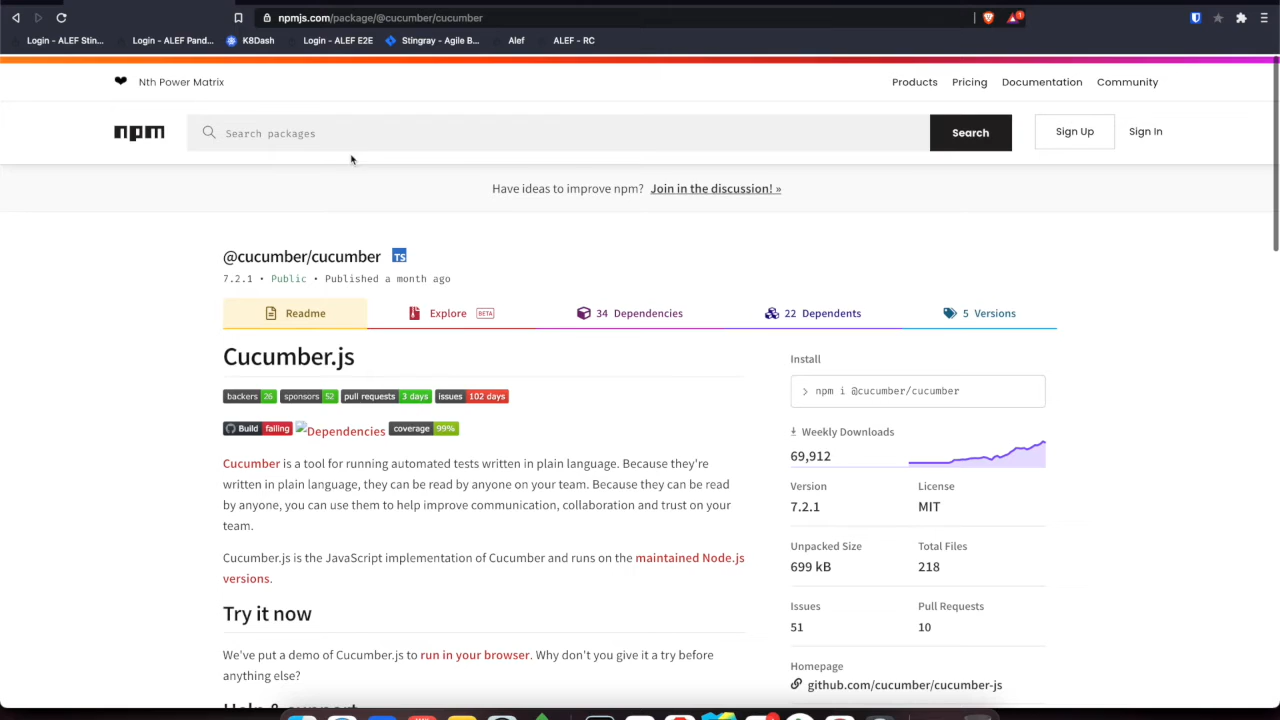 npmjs.com/package/@cucumber/cucumber
1
Login - ALEF Stin... Login - ALEF Pand... K8Dash Login - ALEF E2E Stingray - Agile B... Alef ALEF - RC
Nth Power Matrix Products Pricing Documentation Community
npm Search packages Search Sign Up Sign In
Have ideas to improve npm? Join in the discussion! »
@cucumber/cucumber TS
7.2.1 • Public • Published a month ago
Readme Explore BETA 34 Dependencies 22 Dependents 5 Versions
Cucumber.js
backers 26 sponsors 52 pull requests 3 days issues 102 days
Build failing Dependencies coverage 99%
Cucumber is a tool for running automated tests written in plain language. Because they're
written in plain language, they can be read by anyone on your team. Because they can be read
by anyone, you can use them to help improve communication, collaboration and trust on your
team.
Cucumber.js is the JavaScript implementation of Cucumber and runs on the maintained Node.js
versions.
Try it now
We've put a demo of Cucumber.js to run in your browser. Why don't you give it a try before
anything else?
Help & support
Install
> npm i @cucumber/cucumber
Weekly Downloads
69,912
Version License
7.2.1 MIT
Unpacked Size Total Files
699 kB 218
Issues Pull Requests
51 10
Homepage
github.com/cucumber/cucumber-js